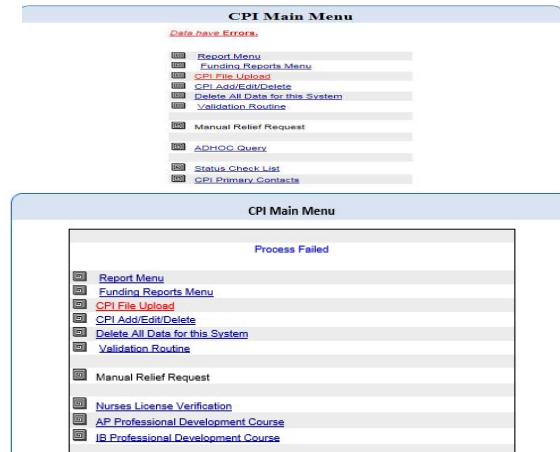 CPI Main Menu
Data have Errors.
Report Menu
Funding Reports Menu
CPI File Upload
CPI Add/Edit/Delete
Delete All Data for this System
Validation Routine
Manual Relief Request
ADHOC Query
Status Check List
CPI Primary Contacts
CPI Main Menu
Process Failed
Report Menu
Funding Reports Menu
CPI File Upload
CPI Add/Edit/Delete
Delete All Data for this System
Validation Routine
Manual Relief Request
Nurses License Verification
AP Professional Development Course
IB Professional Development Course